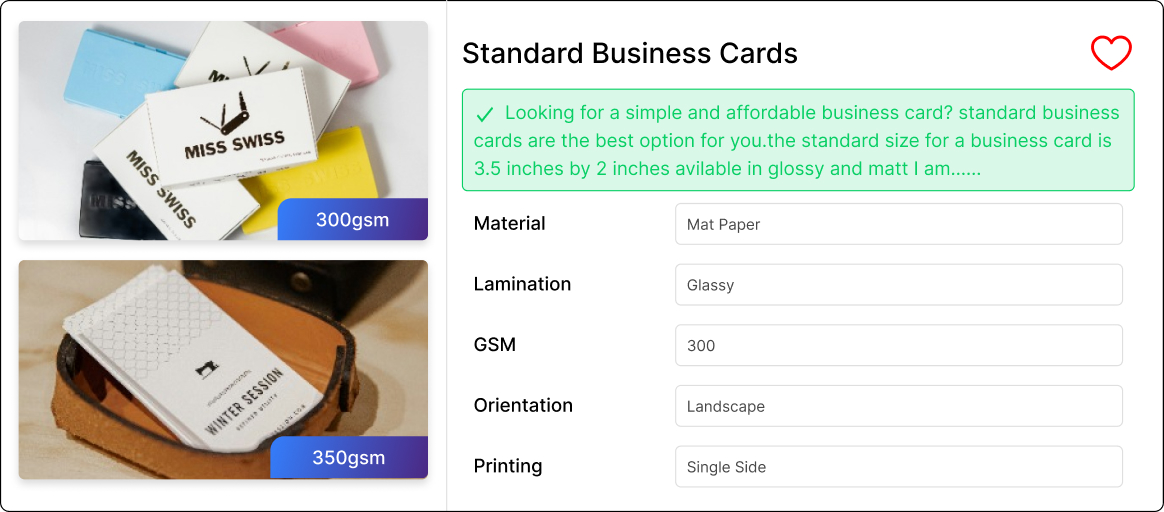 MISS SWISS
MISS SWISS
300gsm
WINTER SESSION
REFINED UTILITY
350gsm
Standard Business Cards
Looking for a simple and affordable business card? standard business
cards are the best option for you.the standard size for a business card is
3.5 inches by 2 inches avilable in glossy and matt I am......
Material
Mat Paper
Lamination
Glassy
GSM
300
Orientation
Landscape
Printing
Single Side